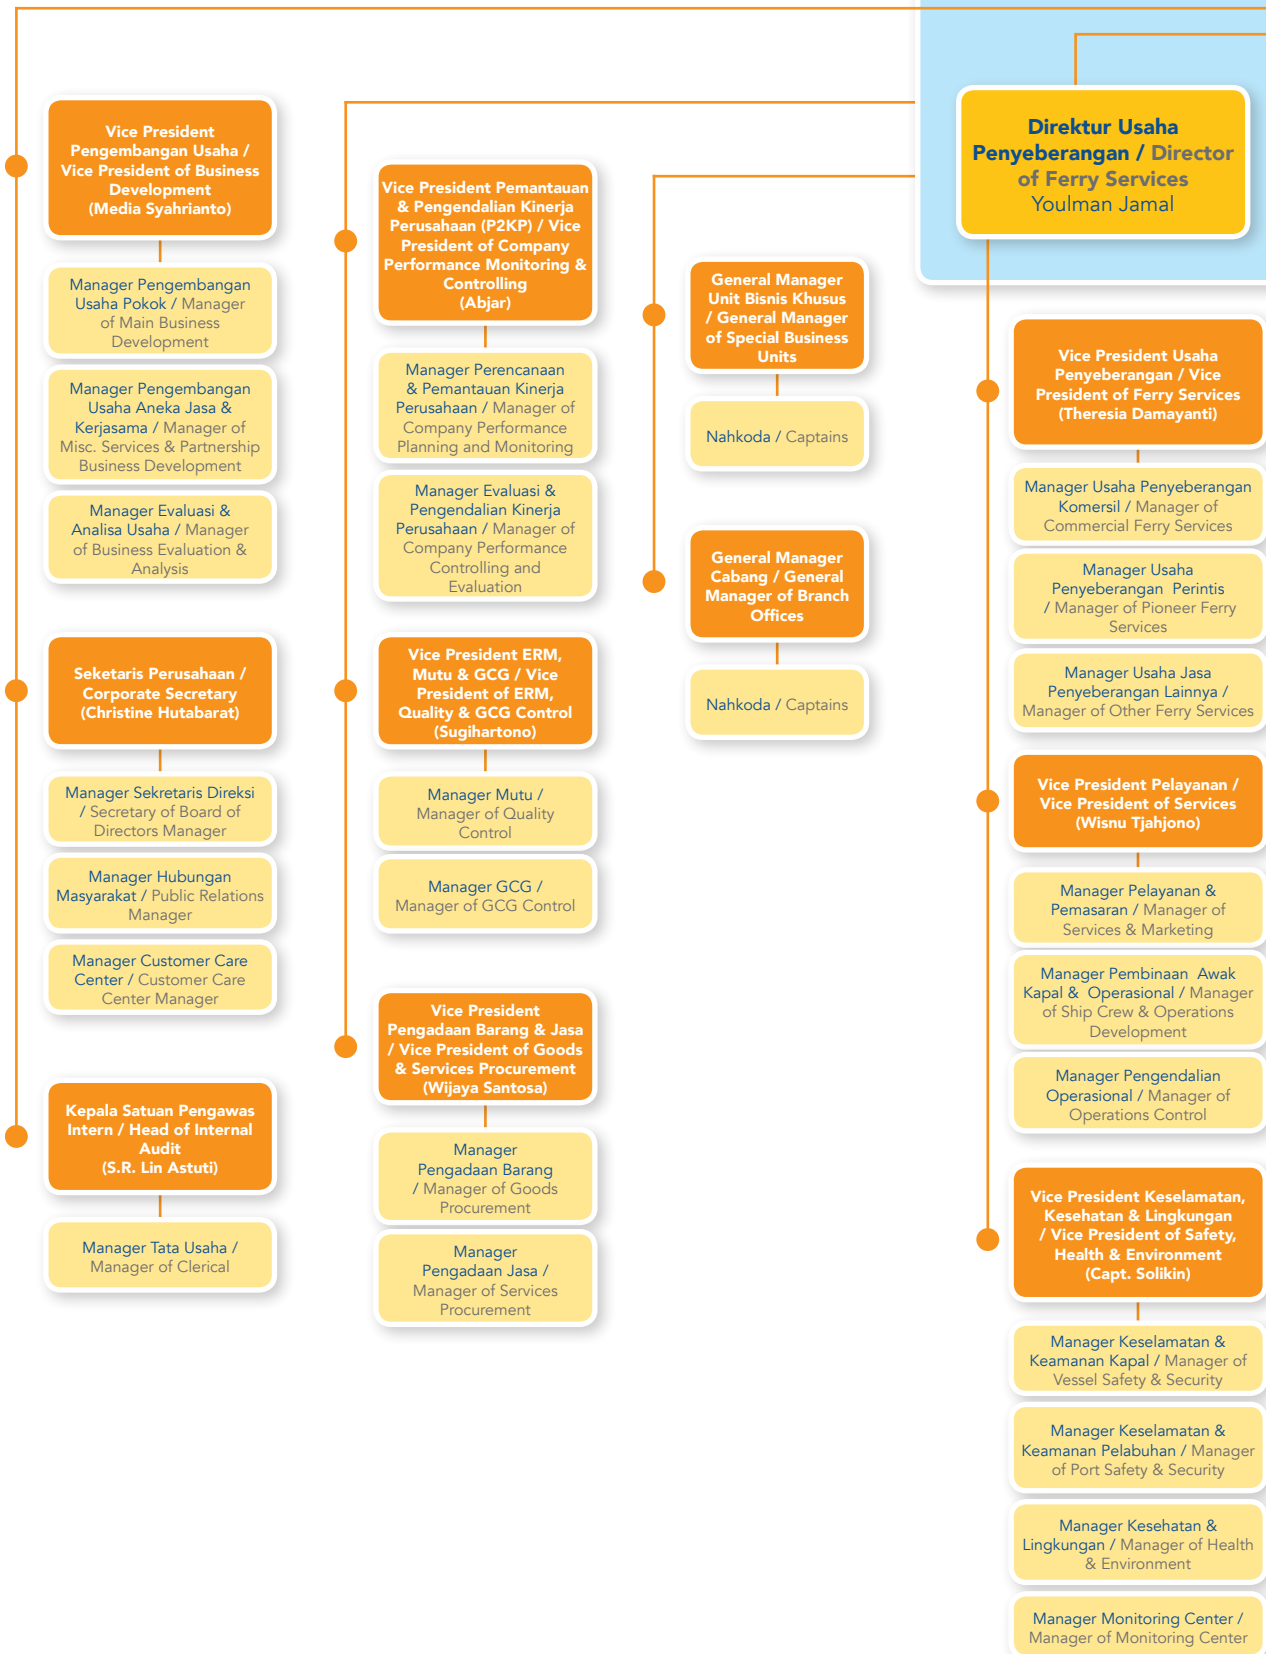 Vice President
Pengembangan Usaha /
Vice President of Business
Development
(Media Syahrianto)
Manager Pengembangan
Usaha Pokok / Manager
of Main Business
Development
Manager Pengembangan
Usaha Aneka Jasa &
Kerjasama / Manager of
Misc. Services & Partnership
Business Development
Manager Evaluasi &
Analisa Usaha / Manager
of Business Evaluation &
Analysis
Seketaris Perusahaan /
Corporate Secretary
(Christine Hutabarat)
Manager Sekretaris Direksi
/ Secretary of Board of
Directors Manager
Manager Hubungan
Masyarakat / Public Relations
Manager
Manager Customer Care
Center / Customer Care
Center Manager
Kepala Satuan Pengawas
Intern / Head of Internal
Audit
(S.R. Lin Astuti)
Manager Tata Usaha /
Manager of Clerical
Vice President Pemantauan
& Pengendalian Kinerja
Perusahaan (P2KP) / Vice
President of Company
Performance Monitoring &
Controlling
(Abjar)
Manager Perencanaan
& Pemantauan Kinerja
Perusahaan / Manager of
Company Performance
Planning and Monitoring
Manager Evaluasi &
Pengendalian Kinerja
Perusahaan / Manager of
Company Performance
Controlling and
Evaluation
Vice President ERM,
Mutu & GCG / Vice
President of ERM,
Quality & GCG Control
(Sugihartono)
Manager Mutu /
Manager of Quality
Control
Manager GCG /
Manager of GCG Control
Vice President
Pengadaan Barang & Jasa
/ Vice President of Goods
& Services Procurement
(Wijaya Santosa)
Manager
Pengadaan Barang
/ Manager of Goods
Procurement
Manager
Pengadaan Jasa /
Manager of Services
Procurement
General Manager
Unit Bisnis Khusus
/ General Manager
of Special Business
Units
Nahkoda / Captains
General Manager
Cabang / General
Manager of Branch
Offices
Nahkoda / Captains
Direktur Usaha
Penyeberangan / Director
of Ferry Services
Youlman Jamal
Vice President Usaha
Penyeberangan / Vice
President of Ferry Services
(Theresia Damayanti)
Manager Usaha Penyeberangan
Komersil / Manager of
Commercial Ferry Services
Manager Usaha
Penyeberangan Perintis
/ Manager of Pioneer Ferry
Services
Manager Usaha Jasa
Penyeberangan Lainnya /
Manager of Other Ferry Services
Vice President Pelayanan /
Vice President of Services
(Wisnu Tjahjono)
Manager Pelayanan &
Pemasaran / Manager of
Services & Marketing
Manager Pembinaan Awak
Kapal & Operasional / Manager
of Ship Crew & Operations
Development
Manager Pengendalian
Operasional / Manager of
Operations Control
Vice President Keselamatan,
Kesehatan & Lingkungan
/ Vice President of Safety,
Health & Environment
(Capt. Solikin)
Manager Keselamatan &
Keamanan Kapal / Manager of
Vessel Safety & Security
Manager Keselamatan &
Keamanan Pelabuhan / Manager
of Port Safety & Security
Manager Kesehatan &
Lingkungan / Manager of Health
& Environment
Manager Monitoring Center /
Manager of Monitoring Center